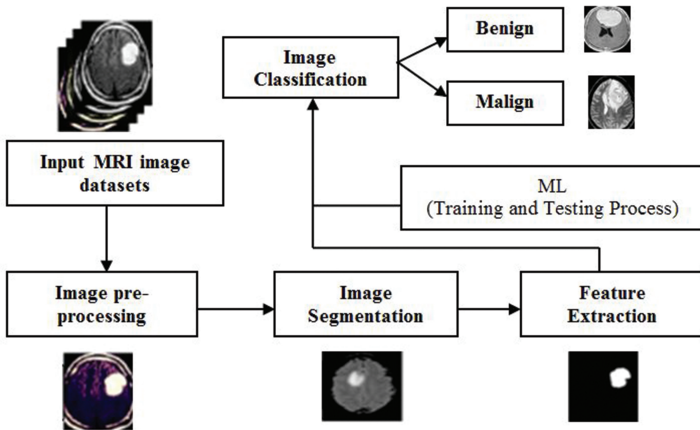 Input MRI image
datasets
Image pre-
processing
Image
Segmentation
Feature
Extraction
ML
(Training and Testing Process)
Image
Classification
Benign
Malign